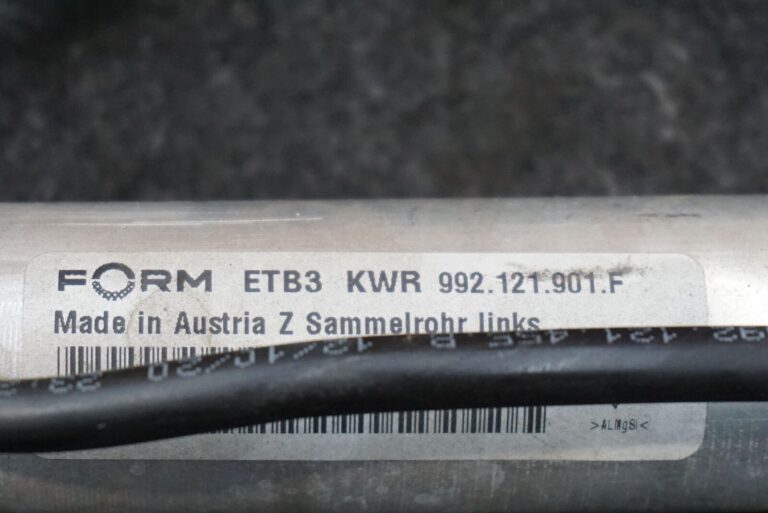 FORM ETB3 KWR 992.121.901.F
Made in Austria Z Sammelrohr links
>ALMgSi<